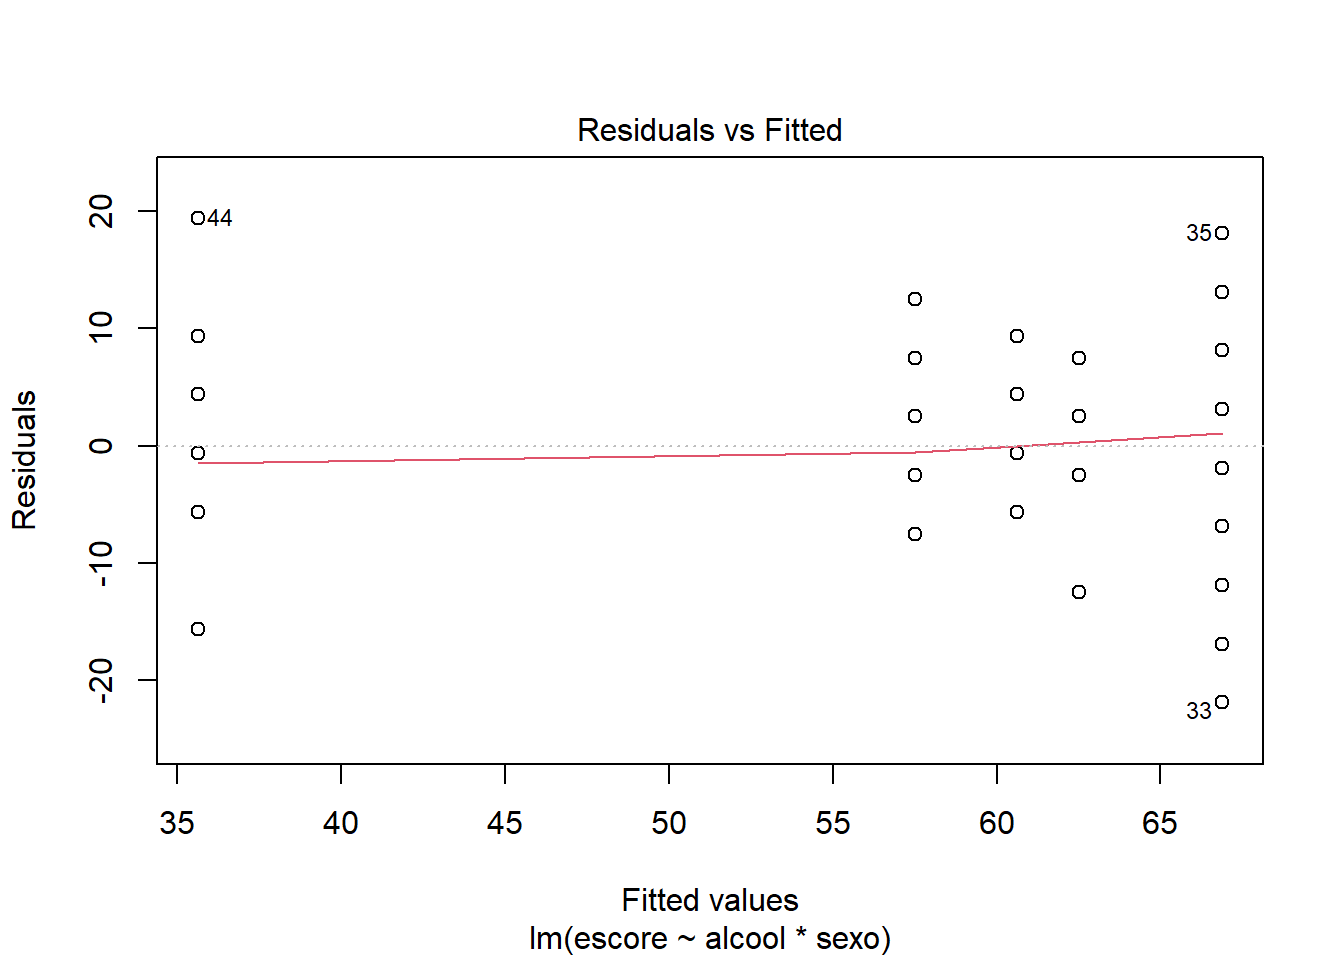 Residuals vs Fitted
20
10
0
-10
-20
Residuals
44
35
33
35 40 45 50 55 60 65
Fitted values
lm(escore ~ alcool * sexo)